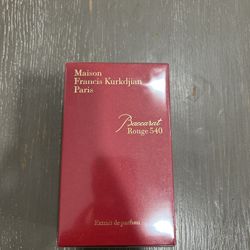 Maison
Francis Kurkdjian
Paris
Baccarat
Rouge 540
Extrait de parfum